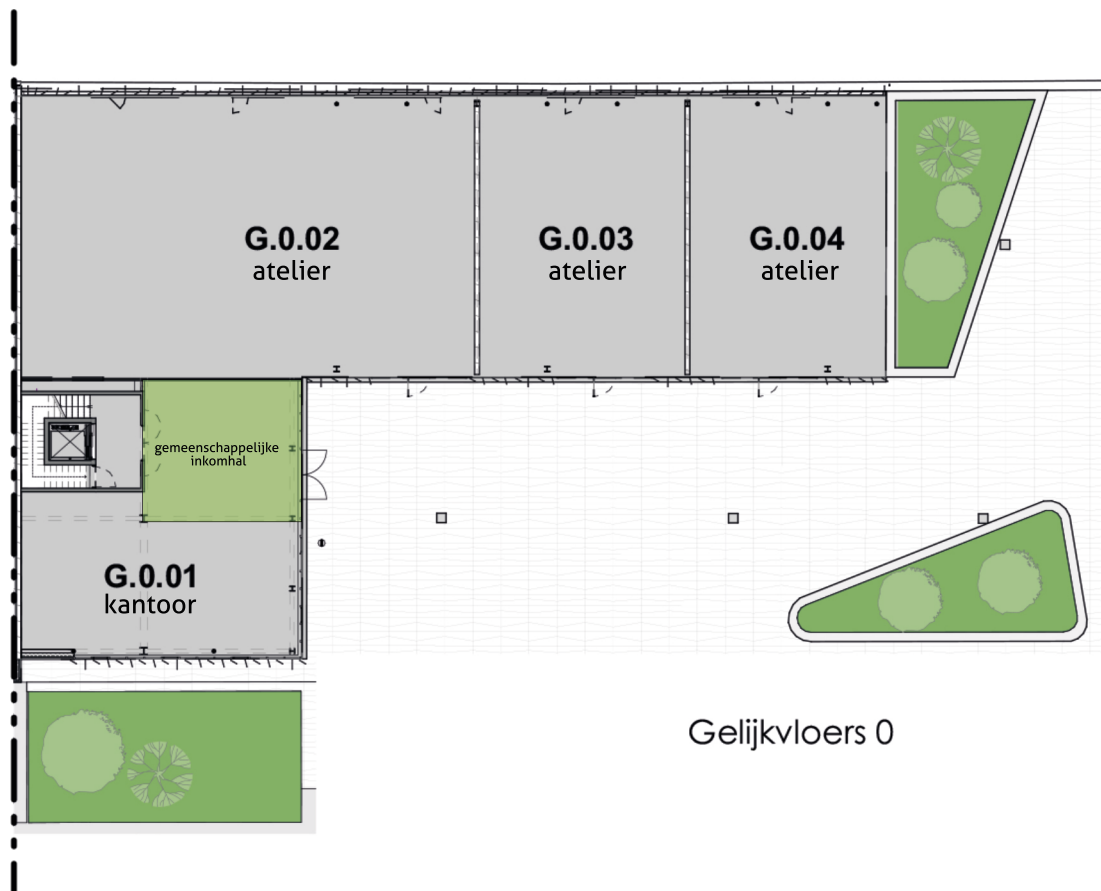 G.0.02
atelier
G.0.03
atelier
G.0.04
atelier
gemeenschappelijke
inkomhal
G.0.01
kantoor
Gelijkvloers 0